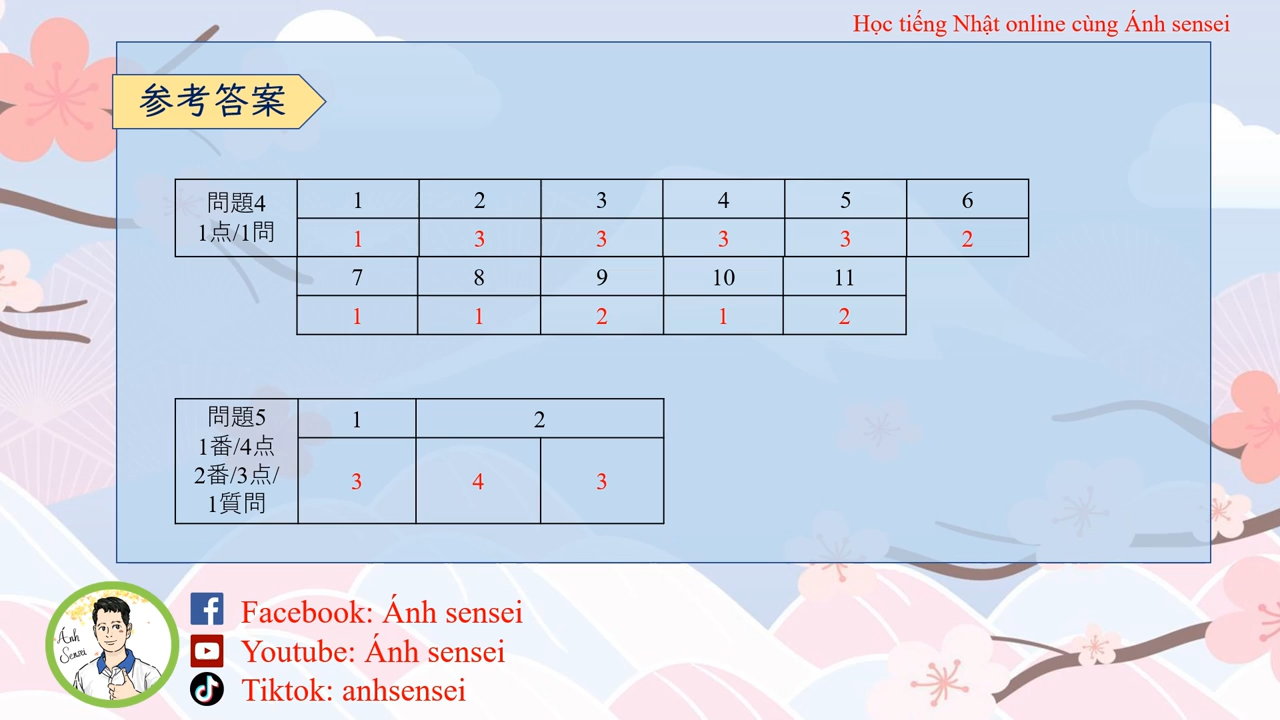 Học tiếng Nhật online cùng Ánh sensei
参考答案
問題4
1点/1問
1 2 3 4 5 6
1 3 3 3 3 2
7 8 9 10 11
1 1 2 1 2
問題5
1番/4点
2番/3点/
1質問
1 2
3 4 3
Ánh
Sensei
Facebook: Ánh sensei
Youtube: Ánh sensei
Tiktok: anhsensei